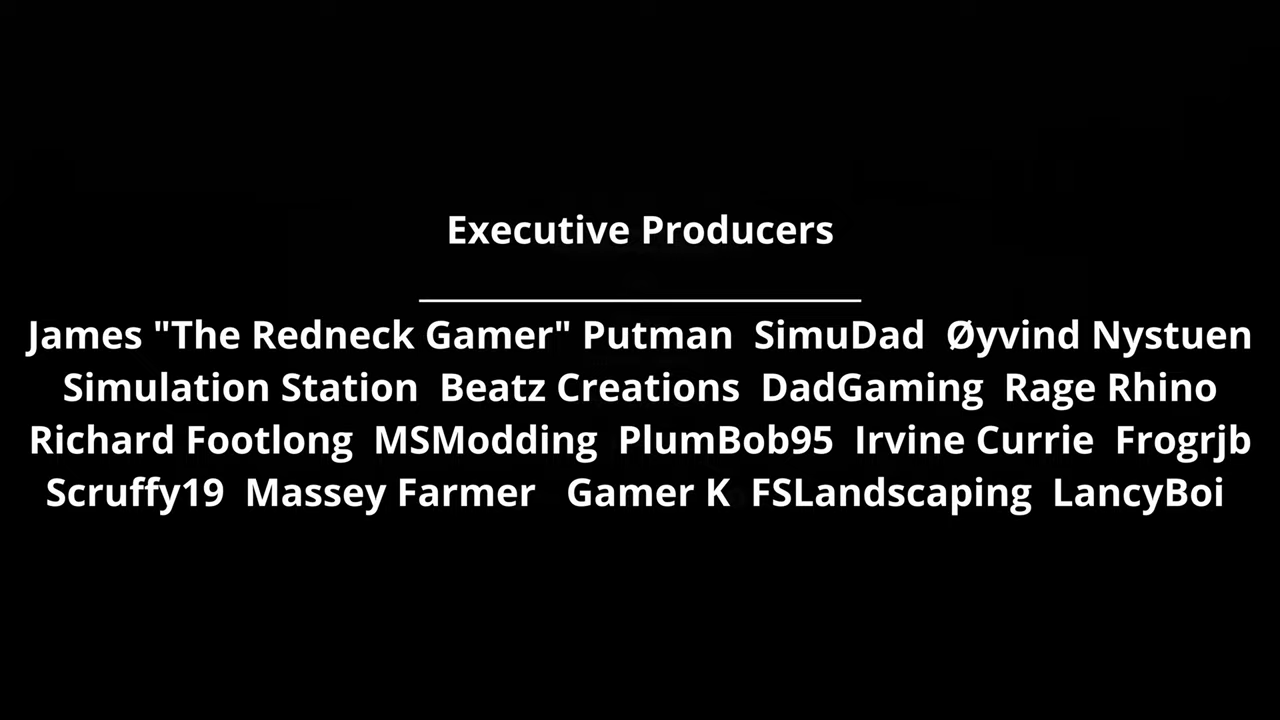 Executive Producers
James "The Redneck Gamer" Putman  SimuDad  Øyvind Nystuen
Simulation Station  Beatz Creations  DadGaming  Rage Rhino
Richard Footlong  MSModding  PlumBob95  Irvine Currie  Frogrjb
Scruffy19  Massey Farmer  Gamer K  FSLandscaping  LancyBoi